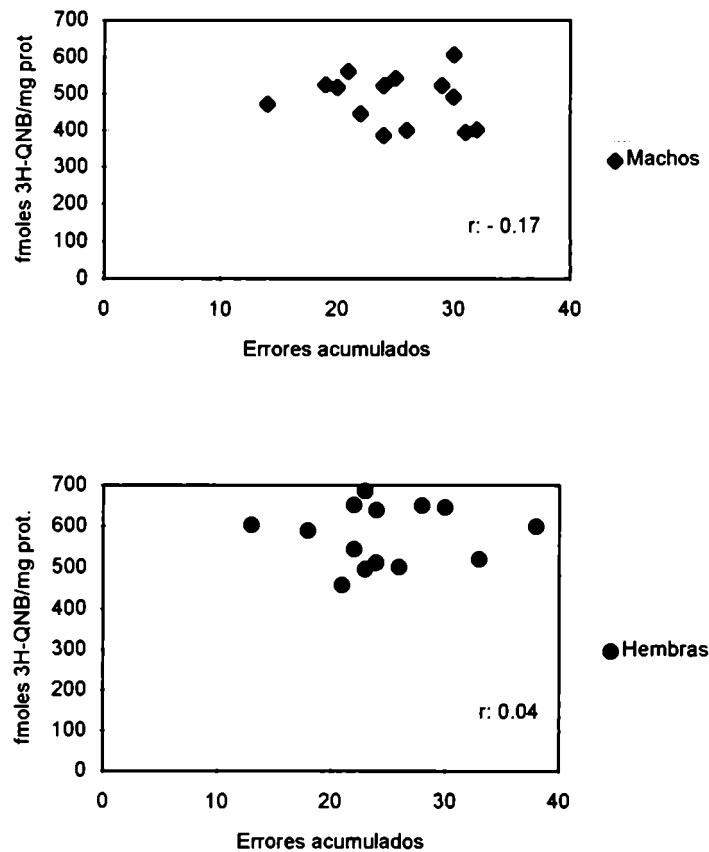 700
600
500
400
300
200
100
0
fmoles 3H-QNB/mg prot
0 10 20 30 40
Errores acumulados
r: - 0.17
Machos
700
600
500
400
300
200
100
0
fmoles 3H-QNB/mg prot.
0 10 20 30 40
Errores acumulados
r: 0.04
Hembras